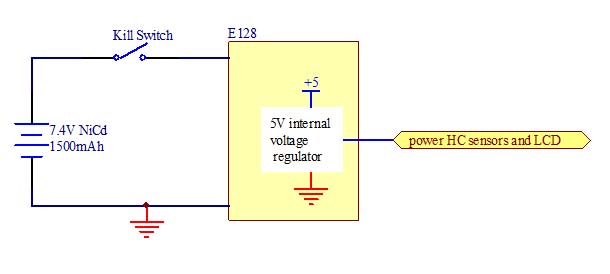 Kill Switch
E128
+5
5V internal
voltage
regulator
7.4V NiCd
1500mAh
power HC sensors and LCD